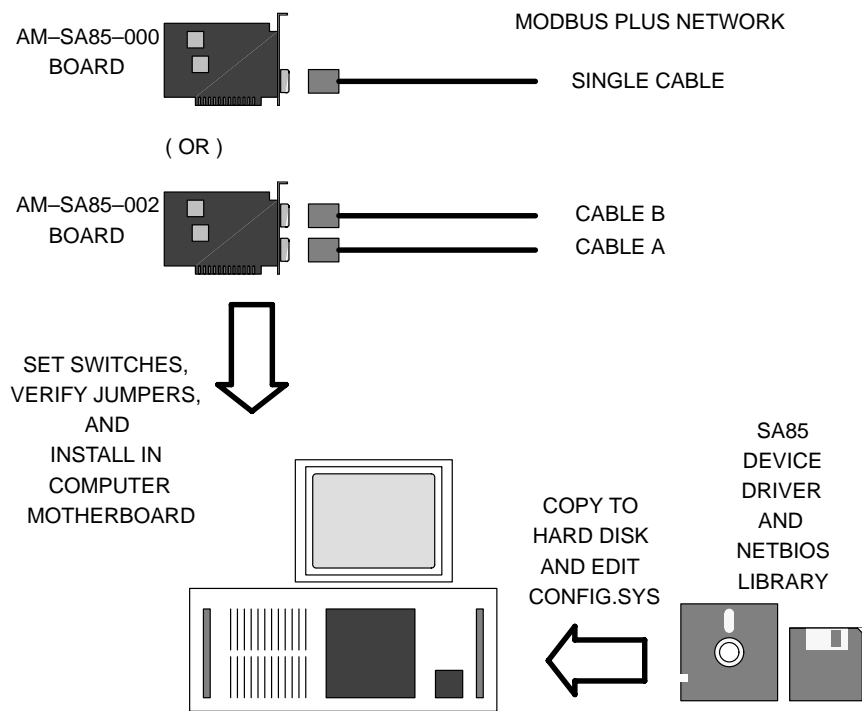 MODBUS PLUS NETWORK
AM–SA85–000
BOARD
SINGLE CABLE
( OR )
AM–SA85–002
BOARD
CABLE B
CABLE A
SET SWITCHES,
VERIFY JUMPERS,
AND
INSTALL IN
COMPUTER
MOTHERBOARD
COPY TO
HARD DISK
AND EDIT
CONFIG.SYS
SA85
DEVICE
DRIVER
AND
NETBIOS
LIBRARY